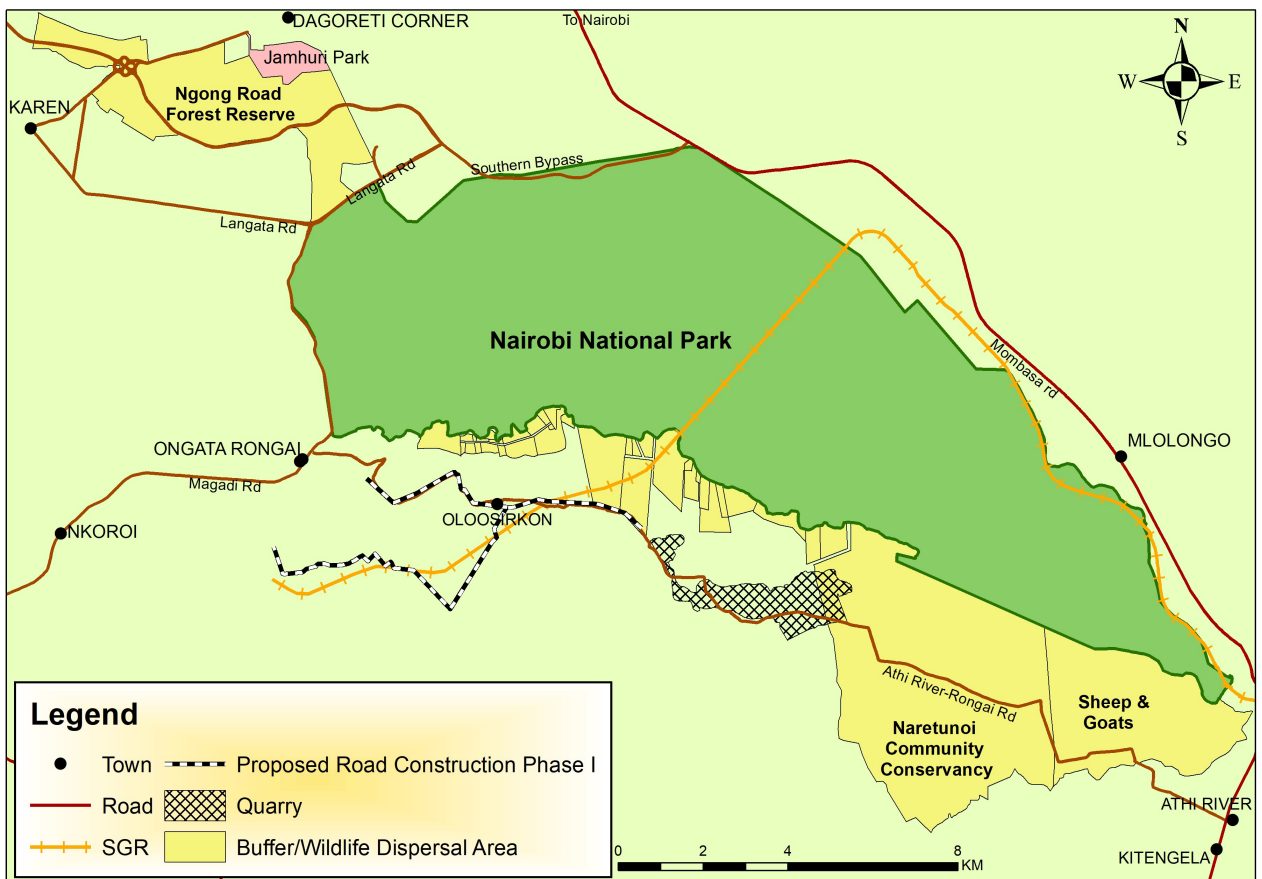 DAGORETI CORNER
To Nairobi
N
W
E
S
Jamhuri Park
Ngong Road
Forest Reserve
KAREN
Southern Bypass
Langata Rd
Langata Rd
Nairobi National Park
Mombasa rd
MLOLONGO
ONGATA RONGAI
Magadi Rd
OLOOSIRKON
NKOROI
Athi River-Rongai Rd
Sheep &
Goats
Naretunoi
Community
Conservancy
ATHI RIVER
KITENGELA
Legend
Town
Proposed Road Construction Phase I
Road
Quarry
SGR
Buffer/Wildlife Dispersal Area
0 2 4 8
KM